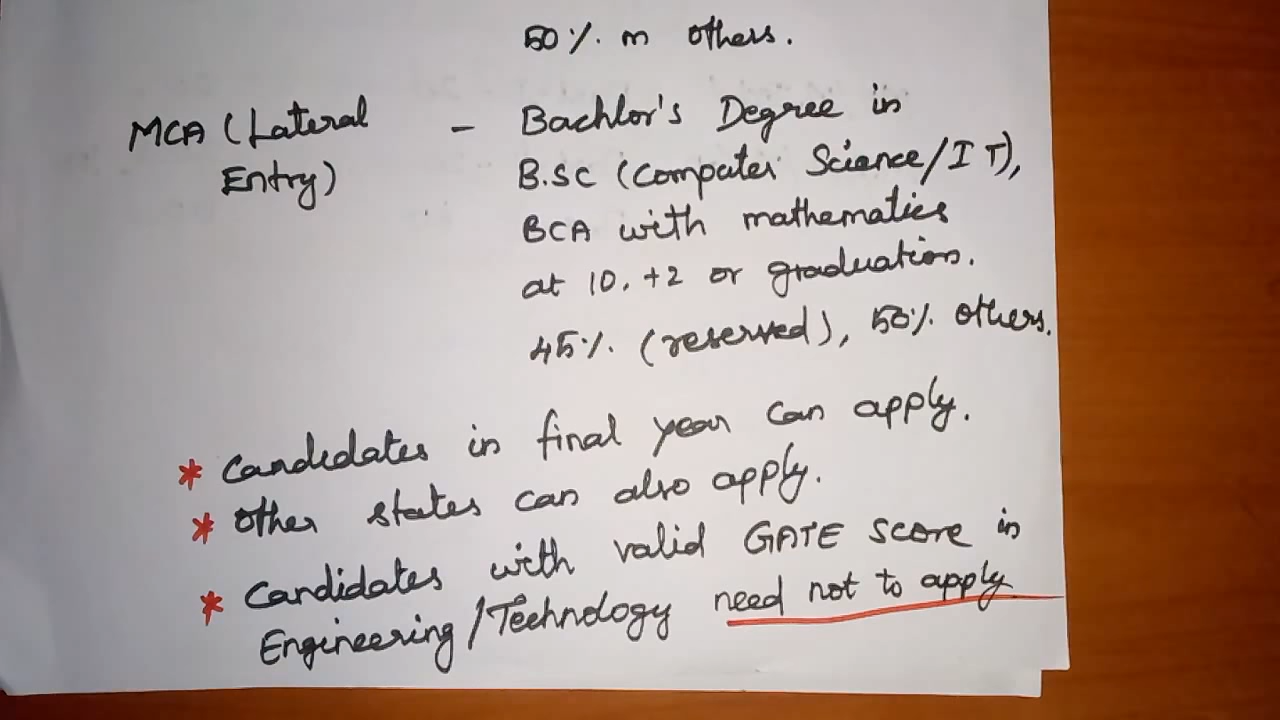 50%. in others.
MCA (Lateral Entry) - Bachlor's Degree in
B.SC (Computer Science/IT),
BCA with mathematics
at 10, +2 or graduation.
45%. (reserved), 50%. others.
* Candedates in final year can apply.
* Other states can also apply.
* Candidates with valid GATE score in
Engineering/Technology need not to apply